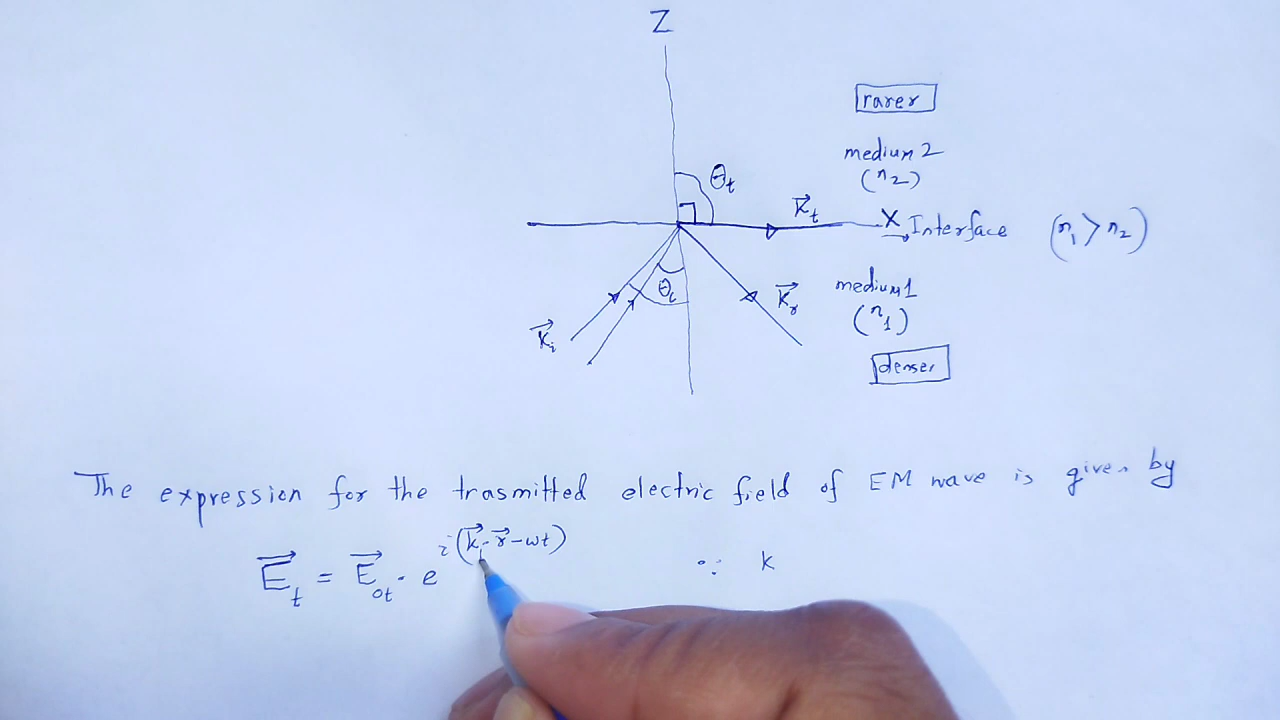 Z
rarer
medium 2
(n₂)
θₜ
k⃗ₜ
X Interface (n₁ > n₂)
θᵢ
medium 1
(n₁)
k⃗ᵣ
k⃗ᵢ
denser
The expression for the trasmitted electric field of EM wave is given by
E⃗ₜ = E⃗₀ₜ · e^i(k⃗·r⃗-ωt) ∵ k